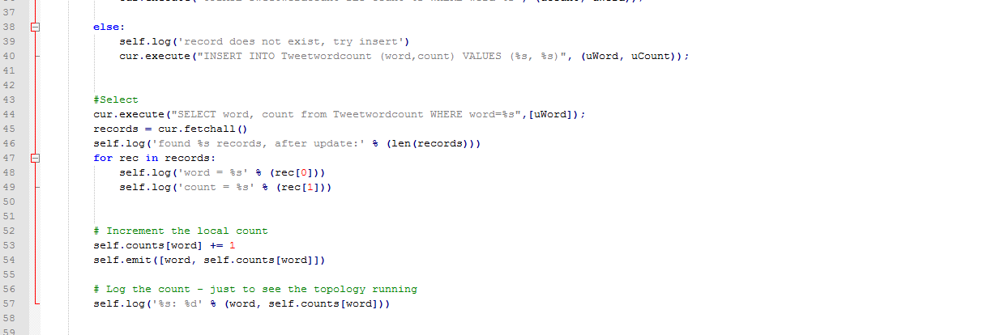 37
38 else:
39 self.log('record does not exist, try insert')
40 cur.execute("INSERT INTO Tweetwordcount (word,count) VALUES (%s, %s)", (uWord, uCount));
41
42
43 #Select
44 cur.execute("SELECT word, count from Tweetwordcount WHERE word=%s",[uWord]);
45 records = cur.fetchall()
46 self.log('found %s records, after update:' % (len(records)))
47 for rec in records:
48 self.log('word = %s' % (rec[0]))
49 self.log('count = %s' % (rec[1]))
50
51
52 # Increment the local count
53 self.counts[word] += 1
54 self.emit([word, self.counts[word]])
55
56 # Log the count - just to see the topology running
57 self.log('%s: %d' % (word, self.counts[word]))
58
59